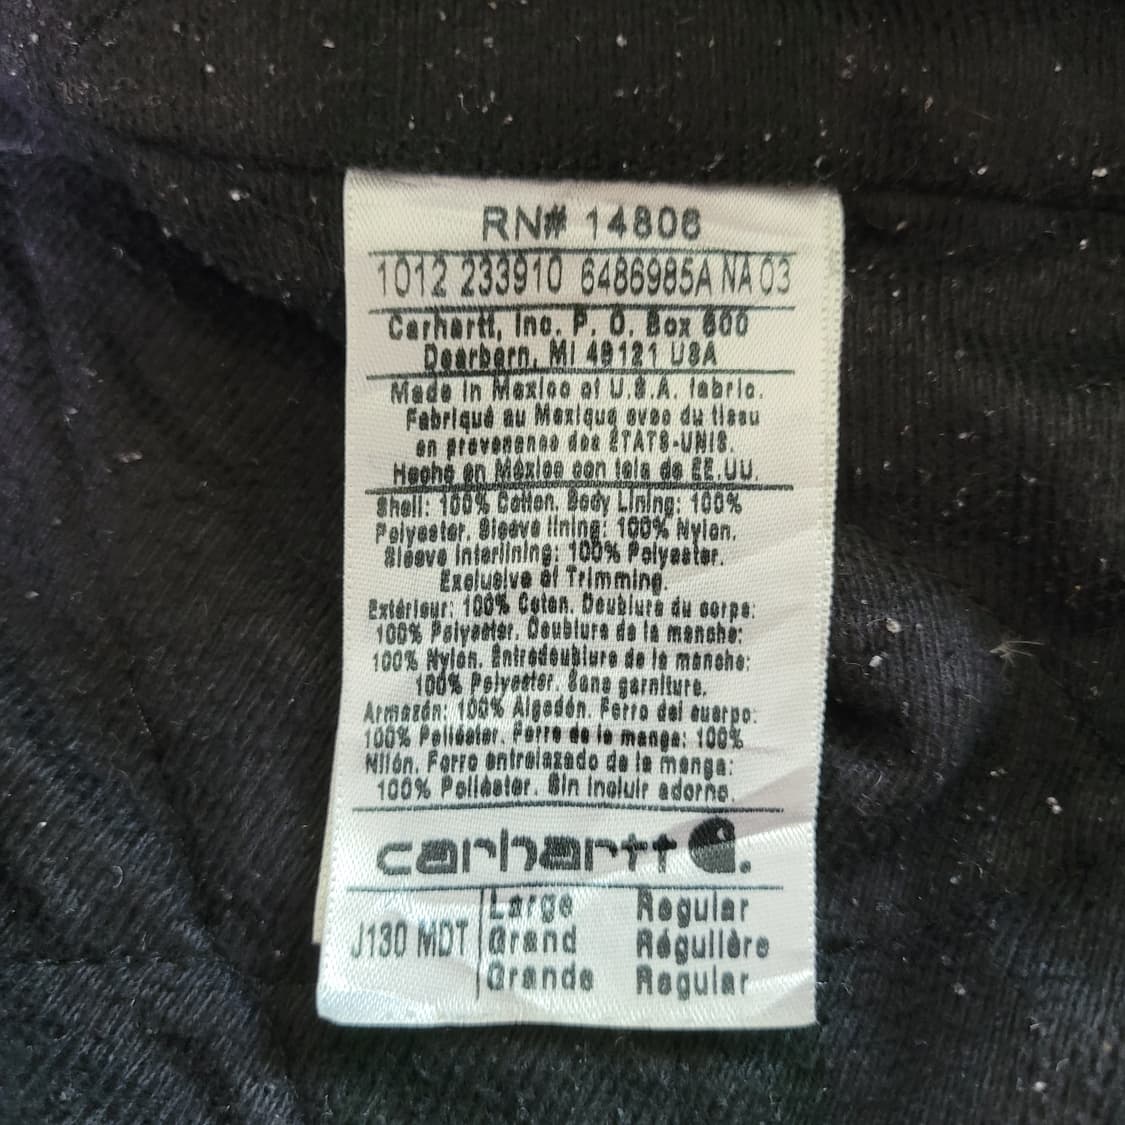 RN# 14806
1012 233910 6486985A NA 03
Carhartt, Inc. P. O. Box 600
Dearborn, MI 48121 USA
Made in Mexico of U.S.A. fabric.
Fabriqué au Mexique avec du tissu
en provenance des ÉTATS-UNIS.
Hecho en México con tela de EE.UU.
Shell: 100% Cotton. Body Lining: 100%
Polyester. Sleeve lining: 100% Nylon.
Sleeve Interlining: 100% Polyester.
Exclusive of Trimming.
Extérieur: 100% Coton. Doublure du corps:
100% Polyester. Doublure de la manche:
100% Nylon. Entredoublure de la manche:
100% Polyester. Sans garniture.
Armazón: 100% Algodón. Forro del cuerpo:
100% Poliéster. Forro de la manga: 100%
Nilón. Forro entrelazado de la manga:
100% Poliéster. Sin incluir adorno.
carhartt
J130 MDT
Large Regular
Grand Régulière
Grande Regular